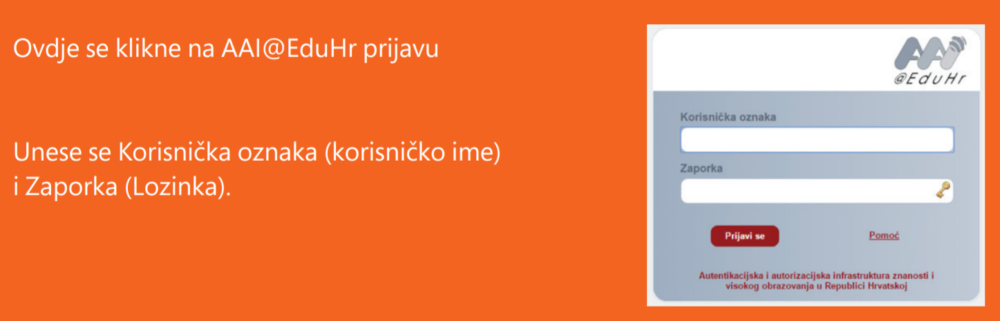 Ovdje se klikne na AAI@EduHr prijavu
Unese se Korisnička oznaka (korisničko ime)
i Zaporka (Lozinka).
AAI
@EduHr
Korisnička oznaka
Zaporka
Prijavi se
Pomoć
Autentikacijska i autorizacijska infrastruktura znanosti i
visokog obrazovanja u Republici Hrvatskoj